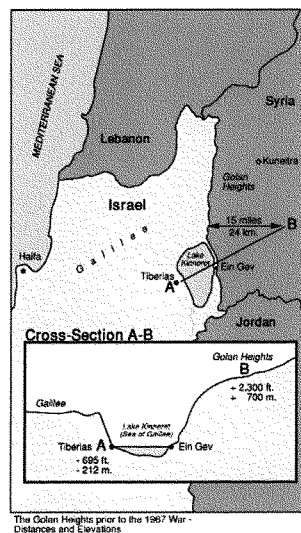 MEDITERRANEAN SEA
Syria
Lebanon
Kuneitra
Golan
Heights
Israel
15 miles
24 km.
B
Galilee
Haifa
Lake
Kinneret
Tiberias
A
Ein Gev
Jordan
Cross-Section A-B
Golan Heights
B
+ 2,300 ft.
+ 700 m.
Galilee
Lake Kinneret
(Sea of Galilee)
Tiberias A
Ein Gev
- 695 ft.
- 212 m.
The Golan Heights prior to the 1967 War -
Distances and Elevations